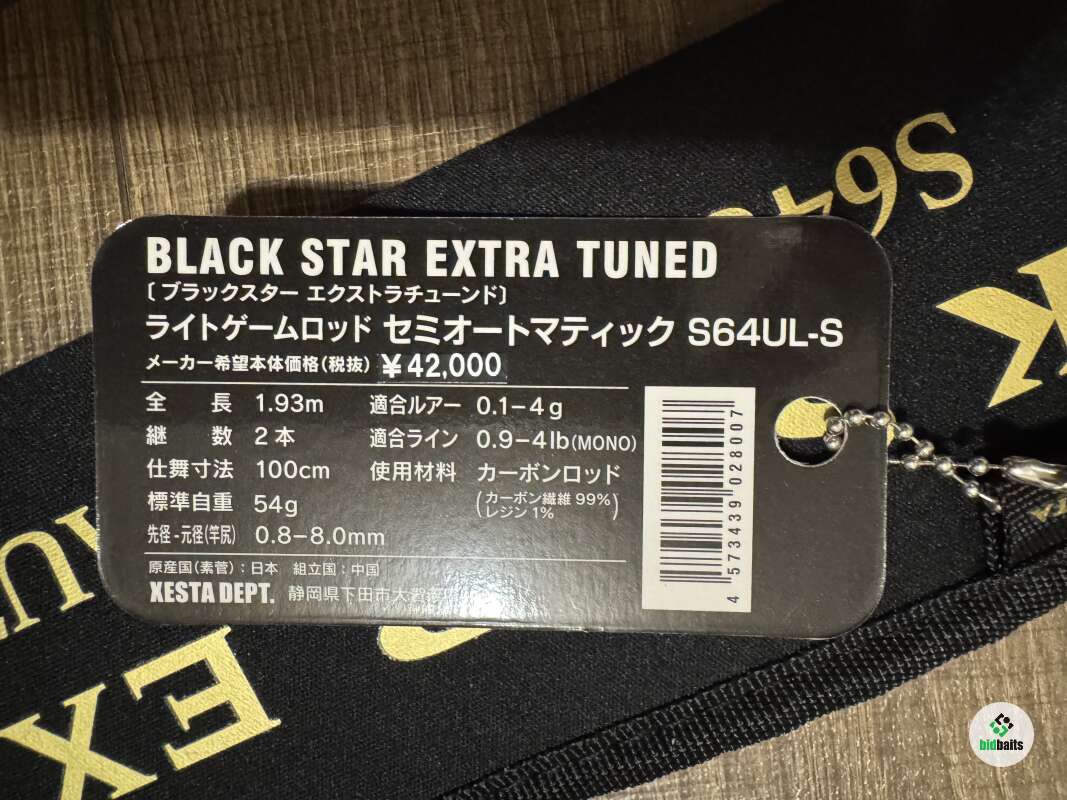 BLACK STAR EXTRA TUNED
〔ブラックスター エクストラチューンド〕
ライトゲームロッド セミオートマティック S64UL-S
メーカー希望本体価格(税抜) ¥42,000
全長 1.93m 適合ルアー 0.1-4g
継数 2本 適合ライン 0.9-4lb(MONO)
仕舞寸法 100cm 使用材料 カーボンロッド
標準自重 54g (カーボン繊維 99%
レジン 1%)
先径-元径(竿尻) 0.8-8.0mm
原産国(素菅):日本 組立国:中国
XESTA DEPT. 静岡県下田市大
4 573439 028007
S64
EX
bidbaits